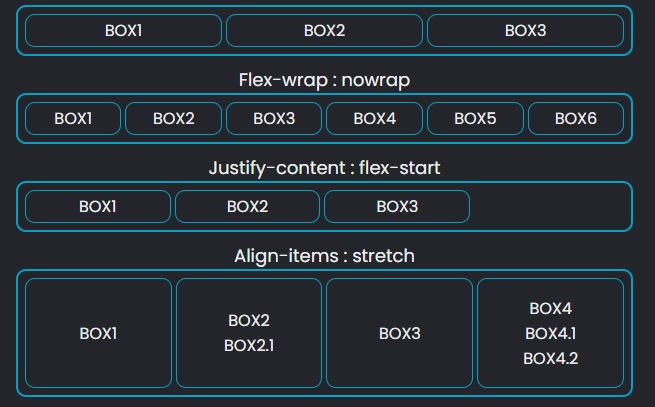 BOX1 BOX2 BOX3
Flex-wrap : nowrap
BOX1 BOX2 BOX3 BOX4 BOX5 BOX6
Justify-content : flex-start
BOX1 BOX2 BOX3
Align-items : stretch
BOX1
BOX2
BOX2.1
BOX3
BOX4
BOX4.1
BOX4.2